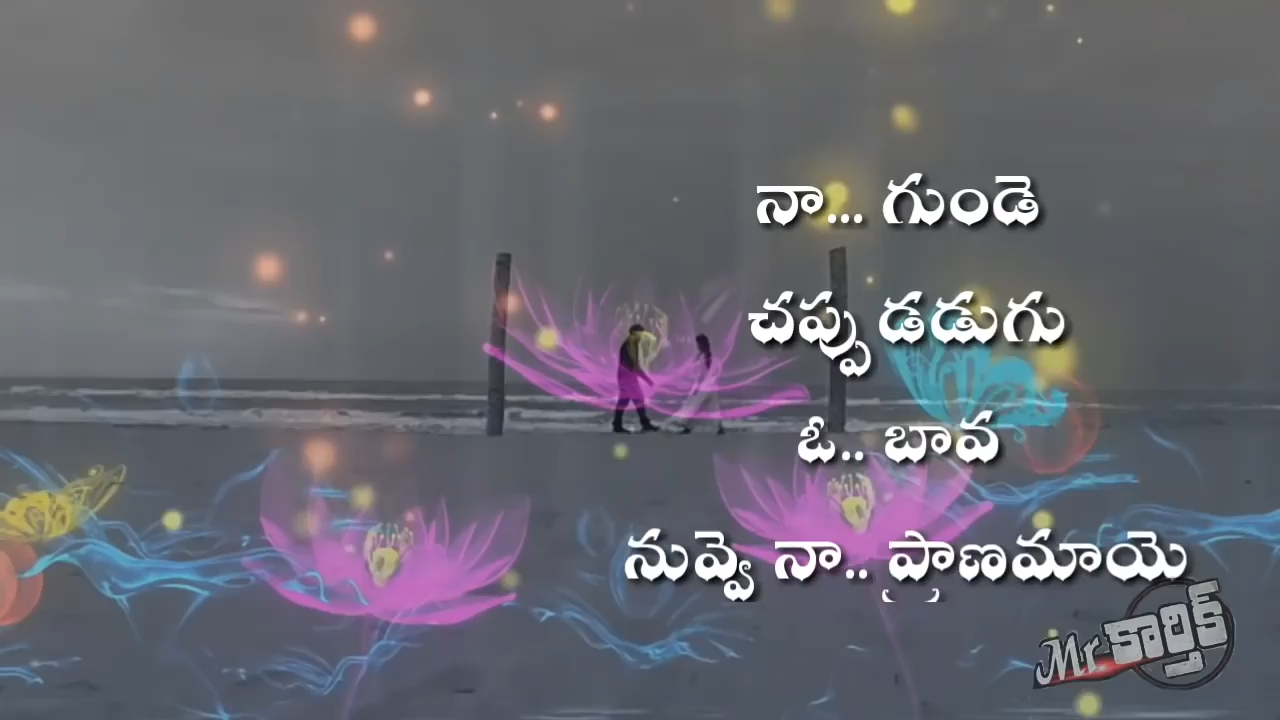 నా... గుండె
చప్పు డడుగు
ఓ.. బావ
నువ్వె నా.. ప్రాణమాయె
Mr. కార్తిక్